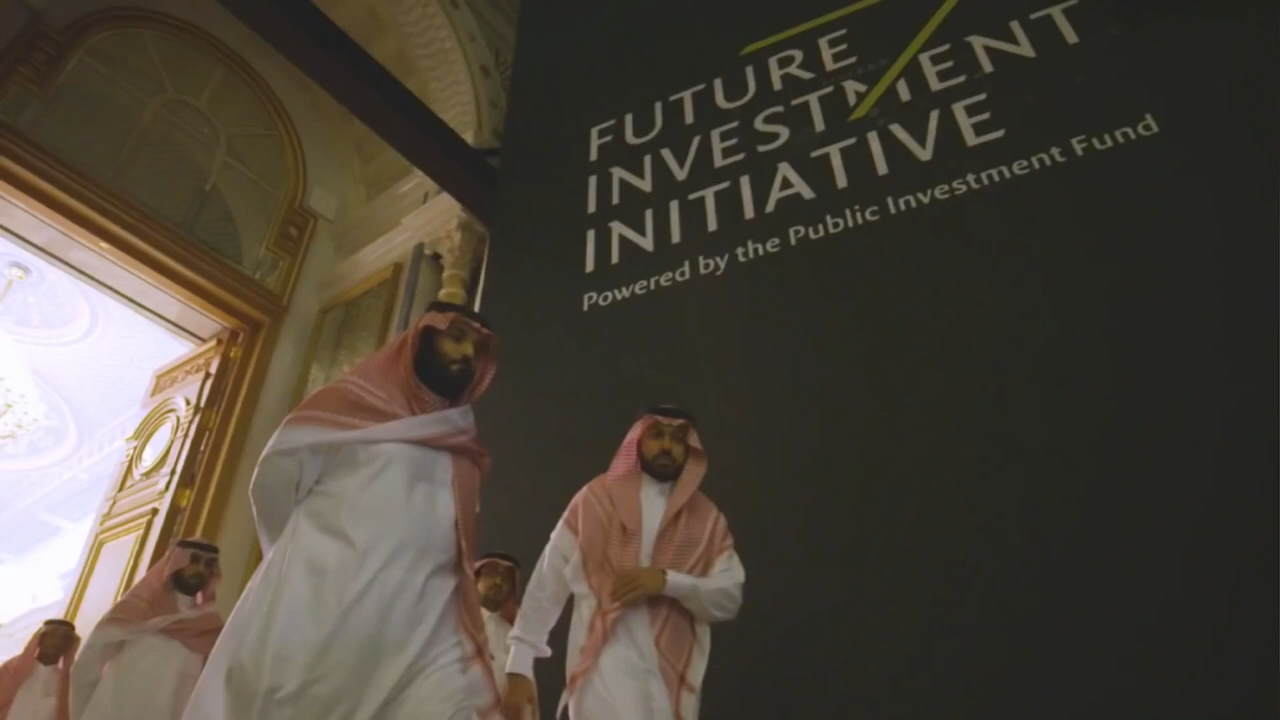 FUTURE
INVESTMENT
INITIATIVE
Powered by the Public Investment Fund